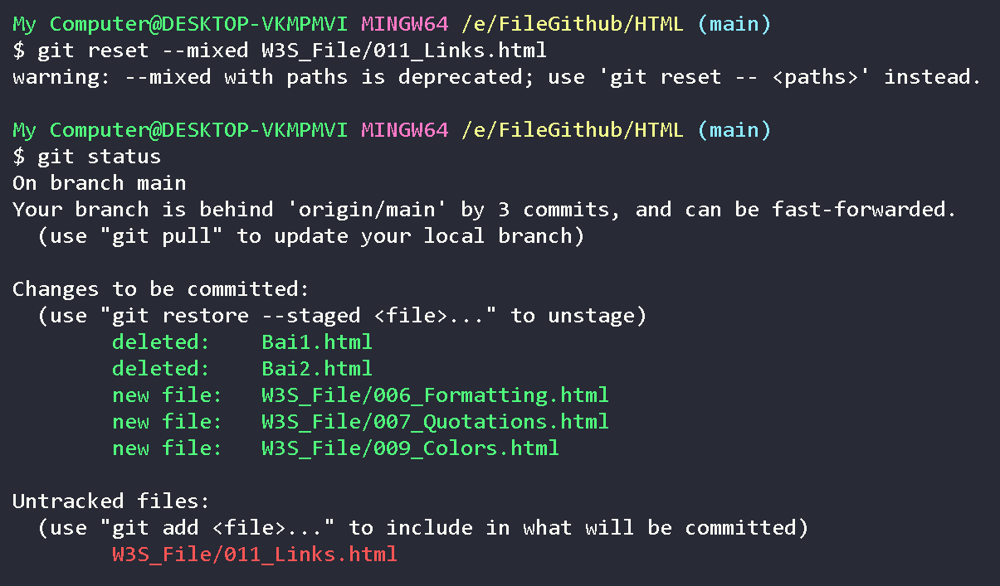 My Computer@DESKTOP-VKMPMVI MINGW64 /e/FileGithub/HTML (main)
$ git reset --mixed W3S_File/011_Links.html
warning: --mixed with paths is deprecated; use 'git reset -- <paths>' instead.
My Computer@DESKTOP-VKMPMVI MINGW64 /e/FileGithub/HTML (main)
$ git status
On branch main
Your branch is behind 'origin/main' by 3 commits, and can be fast-forwarded.
  (use "git pull" to update your local branch)
Changes to be committed:
  (use "git restore --staged <file>..." to unstage)
        deleted:    Bai1.html
        deleted:    Bai2.html
        new file:   W3S_File/006_Formatting.html
        new file:   W3S_File/007_Quotations.html
        new file:   W3S_File/009_Colors.html
Untracked files:
  (use "git add <file>..." to include in what will be committed)
        W3S_File/011_Links.html